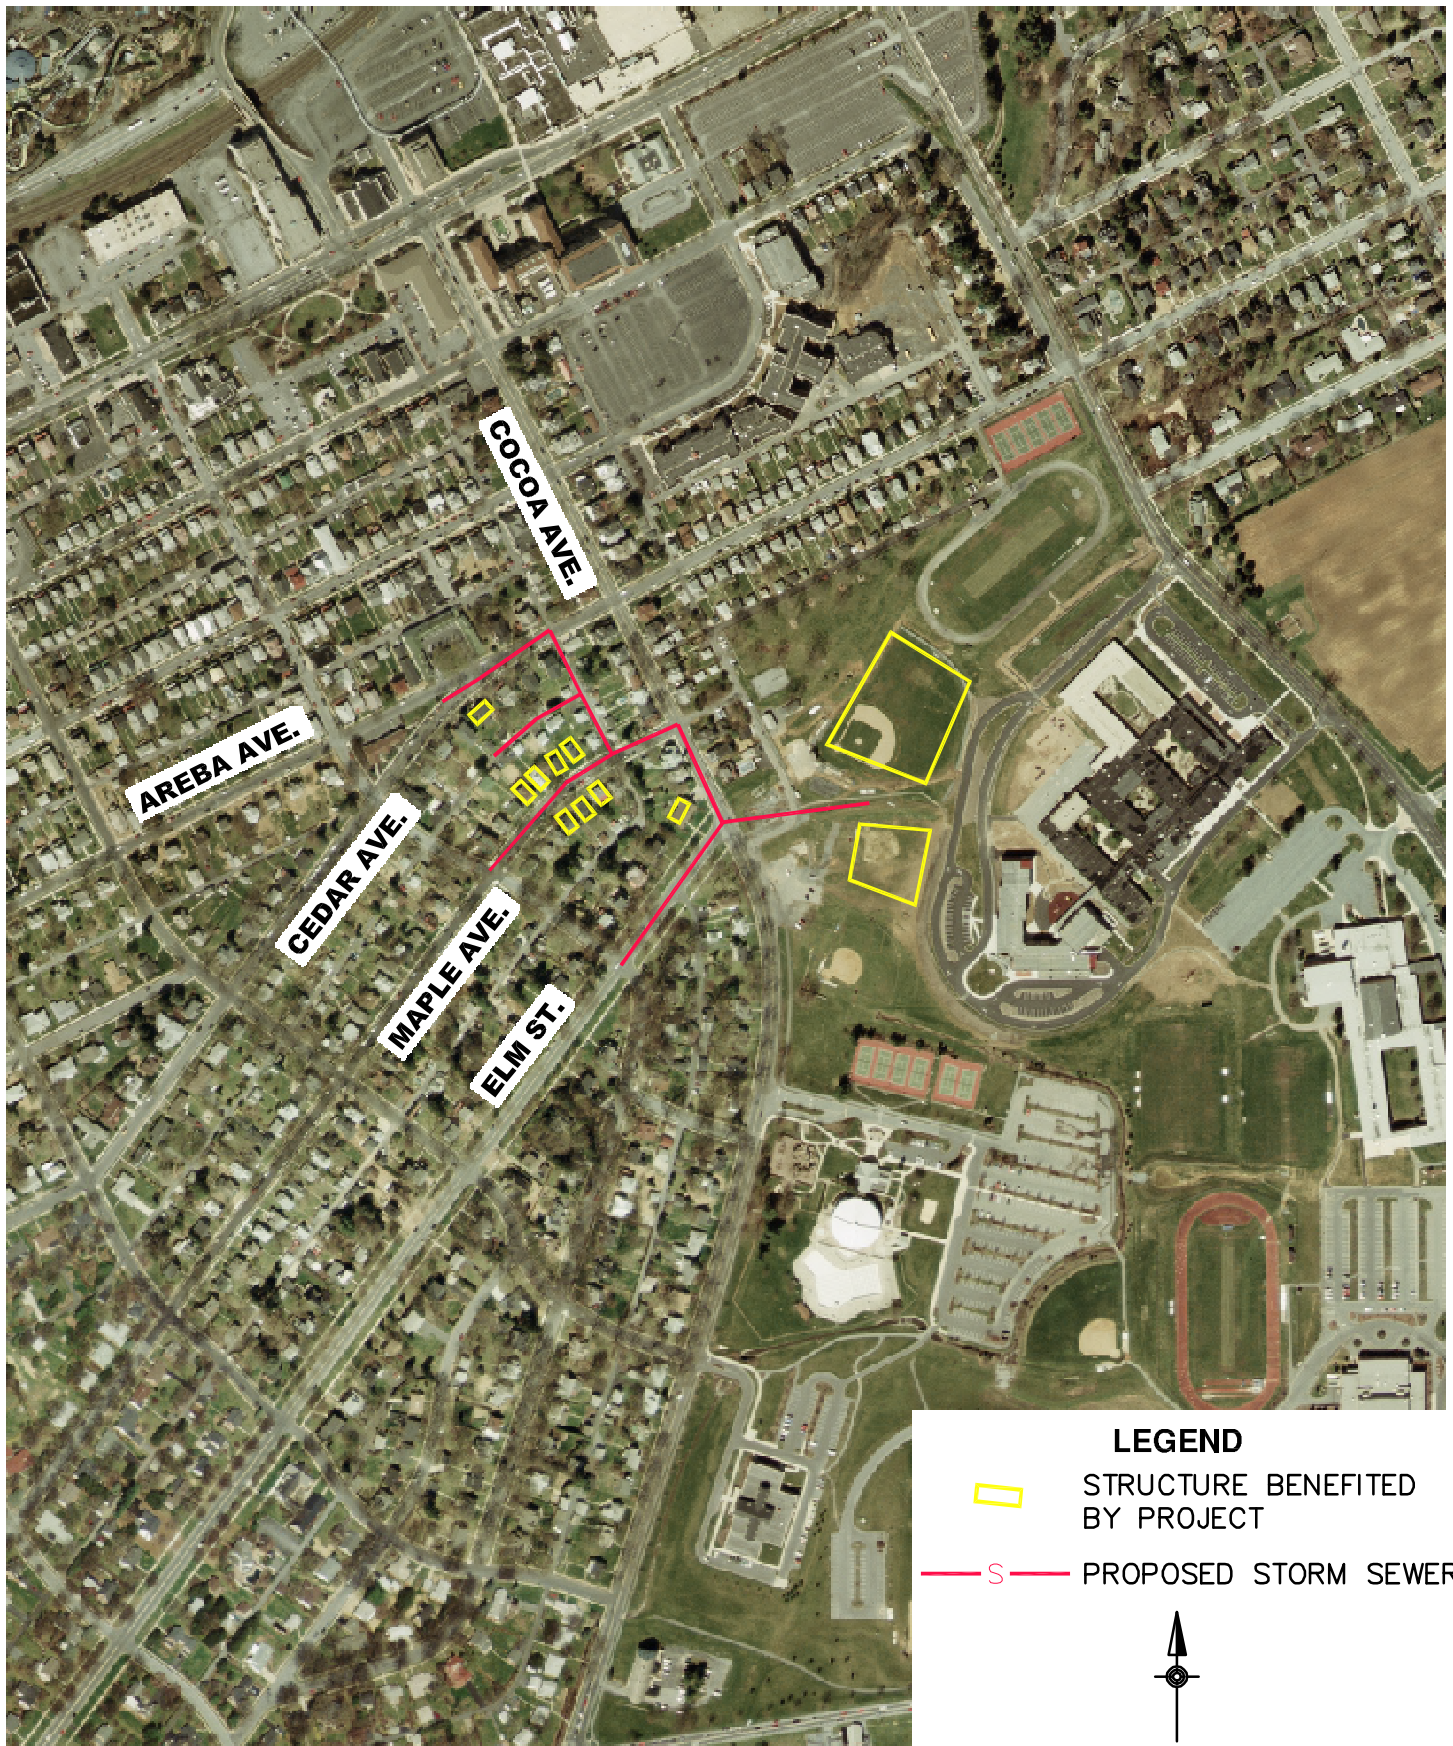 COCOA AVE.
AREBA AVE.
CEDAR AVE.
MAPLE AVE.
ELM ST.
LEGEND
STRUCTURE BENEFITED
BY PROJECT
S PROPOSED STORM SEWER